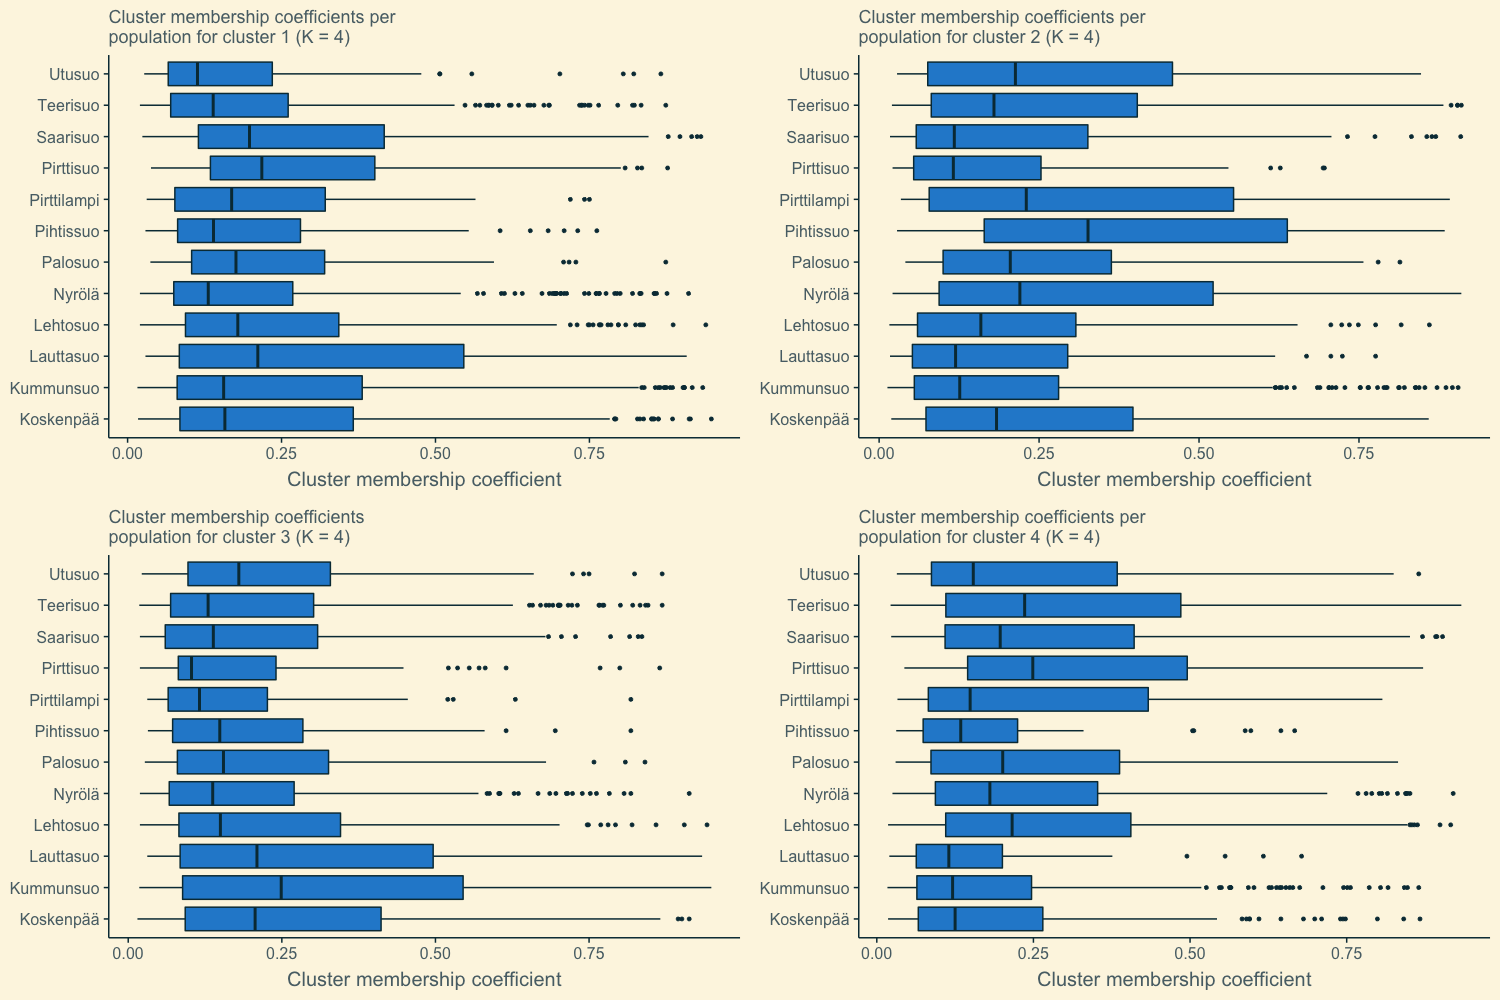 Cluster membership coefficients per
population for cluster 1 (K = 4)
Utusuo
Teerisuo
Saarisuo
Pirttisuo
Pirttilampi
Pihtissuo
Palosuo
Nyrölä
Lehtosuo
Lauttasuo
Kummunsuo
Koskenpää
0.00 0.25 0.50 0.75
Cluster membership coefficient
Cluster membership coefficients per
population for cluster 2 (K = 4)
Utusuo
Teerisuo
Saarisuo
Pirttisuo
Pirttilampi
Pihtissuo
Palosuo
Nyrölä
Lehtosuo
Lauttasuo
Kummunsuo
Koskenpää
0.00 0.25 0.50 0.75
Cluster membership coefficient
Cluster membership coefficients
population for cluster 3 (K = 4)
Utusuo
Teerisuo
Saarisuo
Pirttisuo
Pirttilampi
Pihtissuo
Palosuo
Nyrölä
Lehtosuo
Lauttasuo
Kummunsuo
Koskenpää
0.00 0.25 0.50 0.75
Cluster membership coefficient
Cluster membership coefficients per
population for cluster 4 (K = 4)
Utusuo
Teerisuo
Saarisuo
Pirttisuo
Pirttilampi
Pihtissuo
Palosuo
Nyrölä
Lehtosuo
Lauttasuo
Kummunsuo
Koskenpää
0.00 0.25 0.50 0.75
Cluster membership coefficient